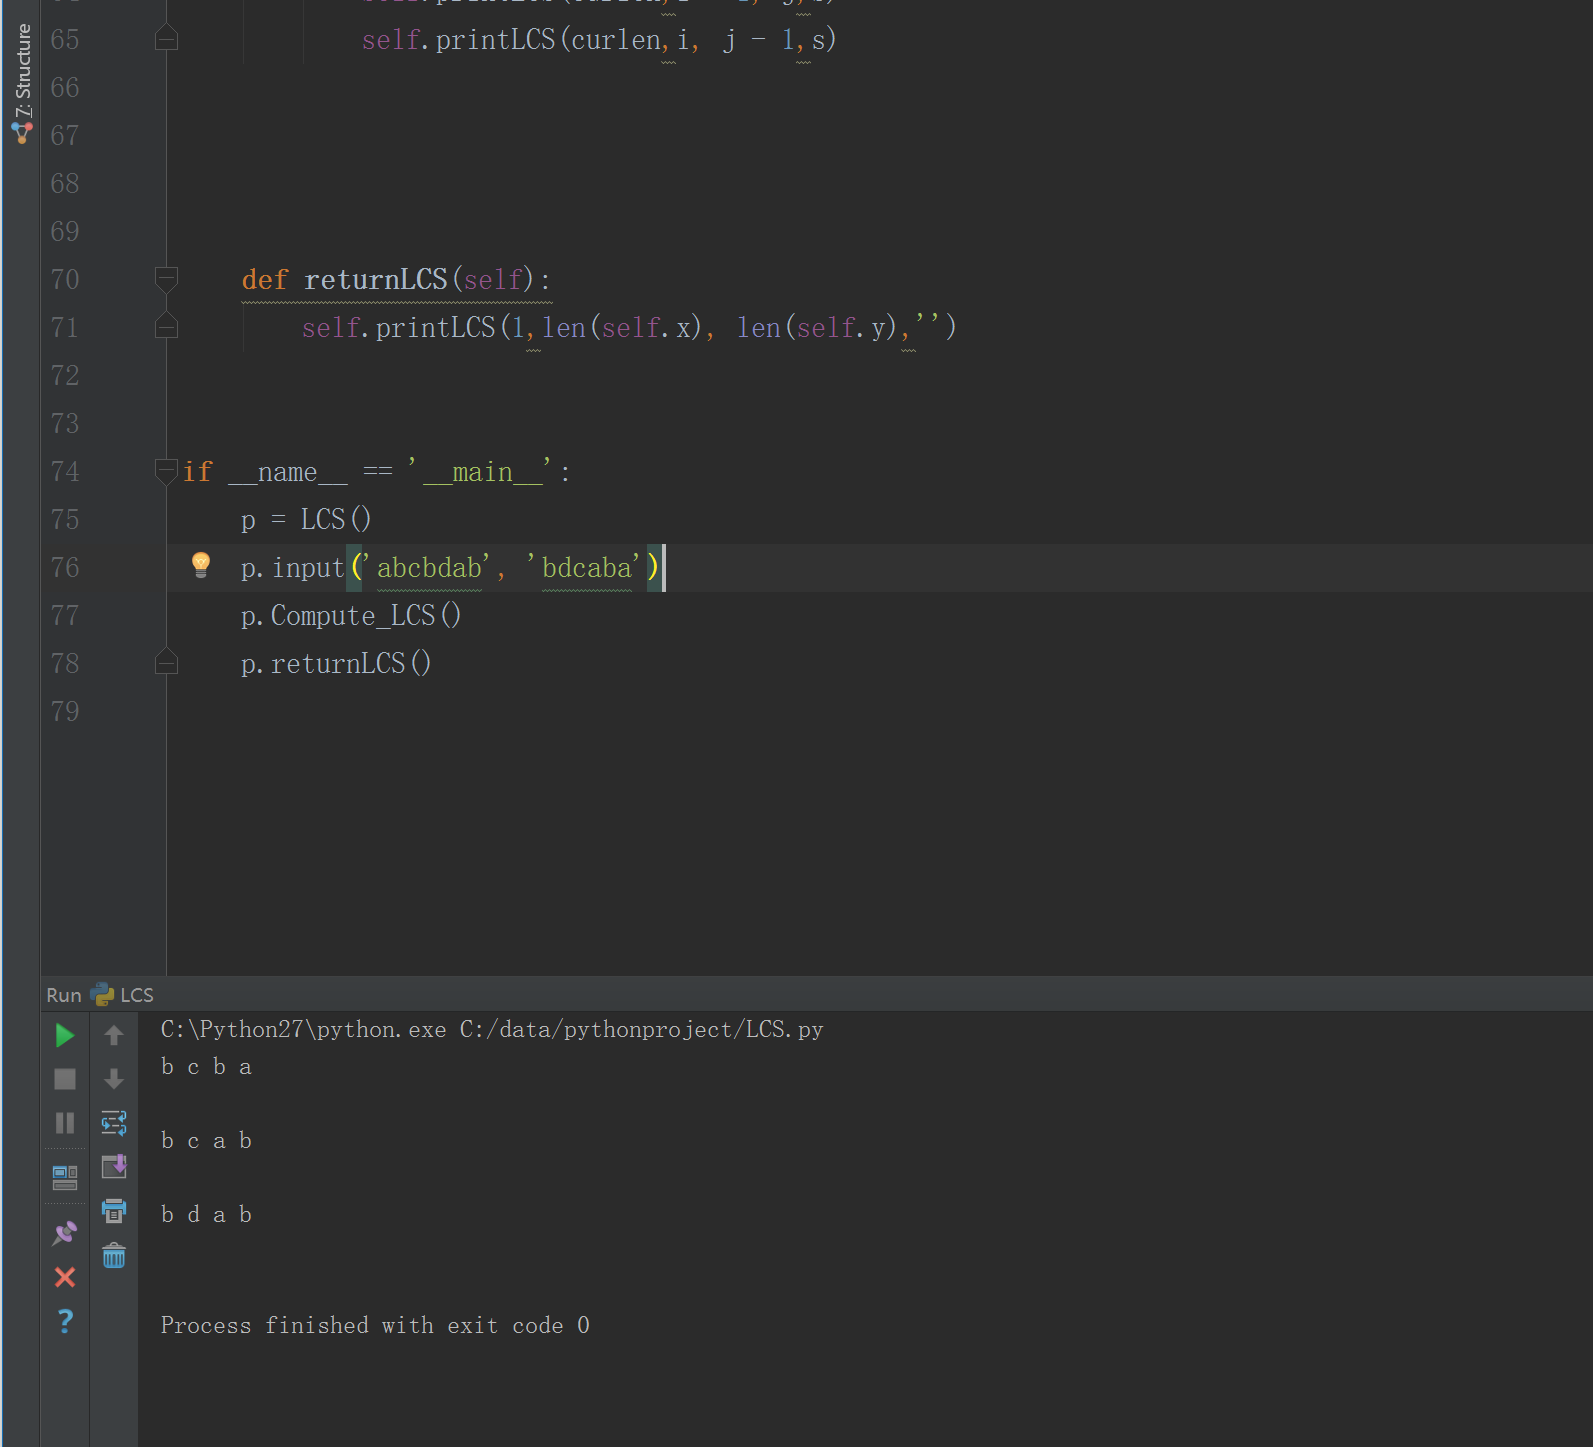 7: Structure
65 self.printLCS(curlen,i, j - 1,s)
66
67
68
69
70 def returnLCS(self):
71 self.printLCS(1,len(self.x), len(self.y),'')
72
73
74 if __name__ == '__main__':
75 p = LCS()
76 p.input('abcbdab', 'bdcaba')
77 p.Compute_LCS()
78 p.returnLCS()
79
Run LCS
C:\Python27\python.exe C:/data/pythonproject/LCS.py
b c b a
b c a b
b d a b
Process finished with exit code 0